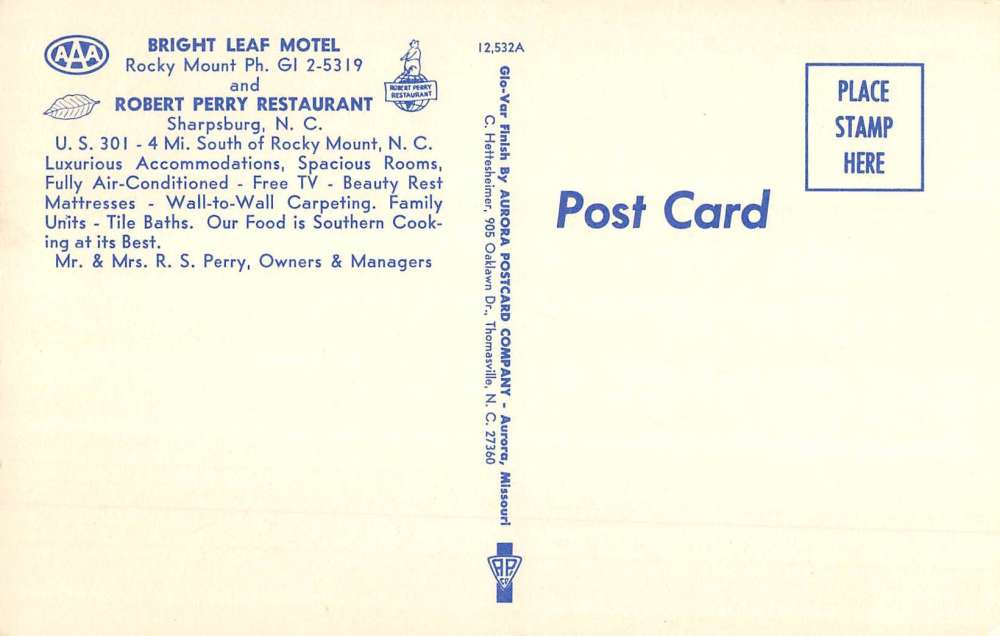 AAA
BRIGHT LEAF MOTEL
Rocky Mount Ph. GI 2-5319
and
ROBERT PERRY RESTAURANT
ROBERT PERRY
RESTAURANT
Sharpsburg, N. C.
U. S. 301 - 4 Mi. South of Rocky Mount, N. C.
Luxurious Accommodations, Spacious Rooms,
Fully Air-Conditioned - Free TV - Beauty Rest
Mattresses - Wall-to-Wall Carpeting. Family
Units - Tile Baths. Our Food is Southern Cook-
ing at its Best.
Mr. & Mrs. R. S. Perry, Owners & Managers
12,532A
Glo-Var Finish By AURORA POSTCARD COMPANY - Aurora, Missouri
C. Hettesheimer, 905 Oaklawn Dr., Thomasville, N. C. 27360
A.P.
CO
Post Card
PLACE
STAMP
HERE